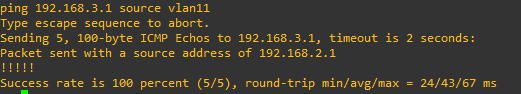 ping 192.168.3.1 source vlan11
Type escape sequence to abort.
Sending 5, 100-byte ICMP Echos to 192.168.3.1, timeout is 2 seconds:
Packet sent with a source address of 192.168.2.1
!!!!!
Success rate is 100 percent (5/5), round-trip min/avg/max = 24/43/67 ms